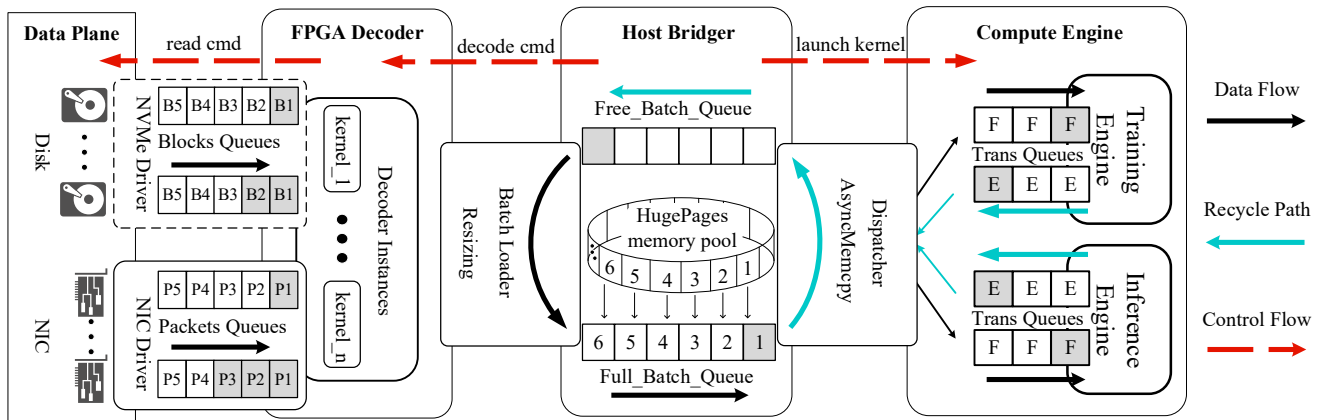 Data Plane
FPGA Decoder
Host Bridger
Compute Engine
read cmd
decode cmd
launch kernel
Disk
NVMe Driver
B5 B4 B3 B2 B1
Blocks Queues
B5 B4 B3 B2 B1
NIC
NIC Driver
P5 P4 P3 P2 P1
Packets Queues
P5 P4 P3 P2 P1
kernel_1
kernel_n
Decoder Instances
Resizing
Batch Loader
Free_Batch_Queue
HugePages
memory pool
6 5 4 3 2 1
6 5 4 3 2 1
Full_Batch_Queue
Dispatcher
AsyncMemcpy
F F F
Trans Queues
E E E
Training
Engine
E E E
Trans Queues
F F F
Inference
Engine
Data Flow
Recycle Path
Control Flow